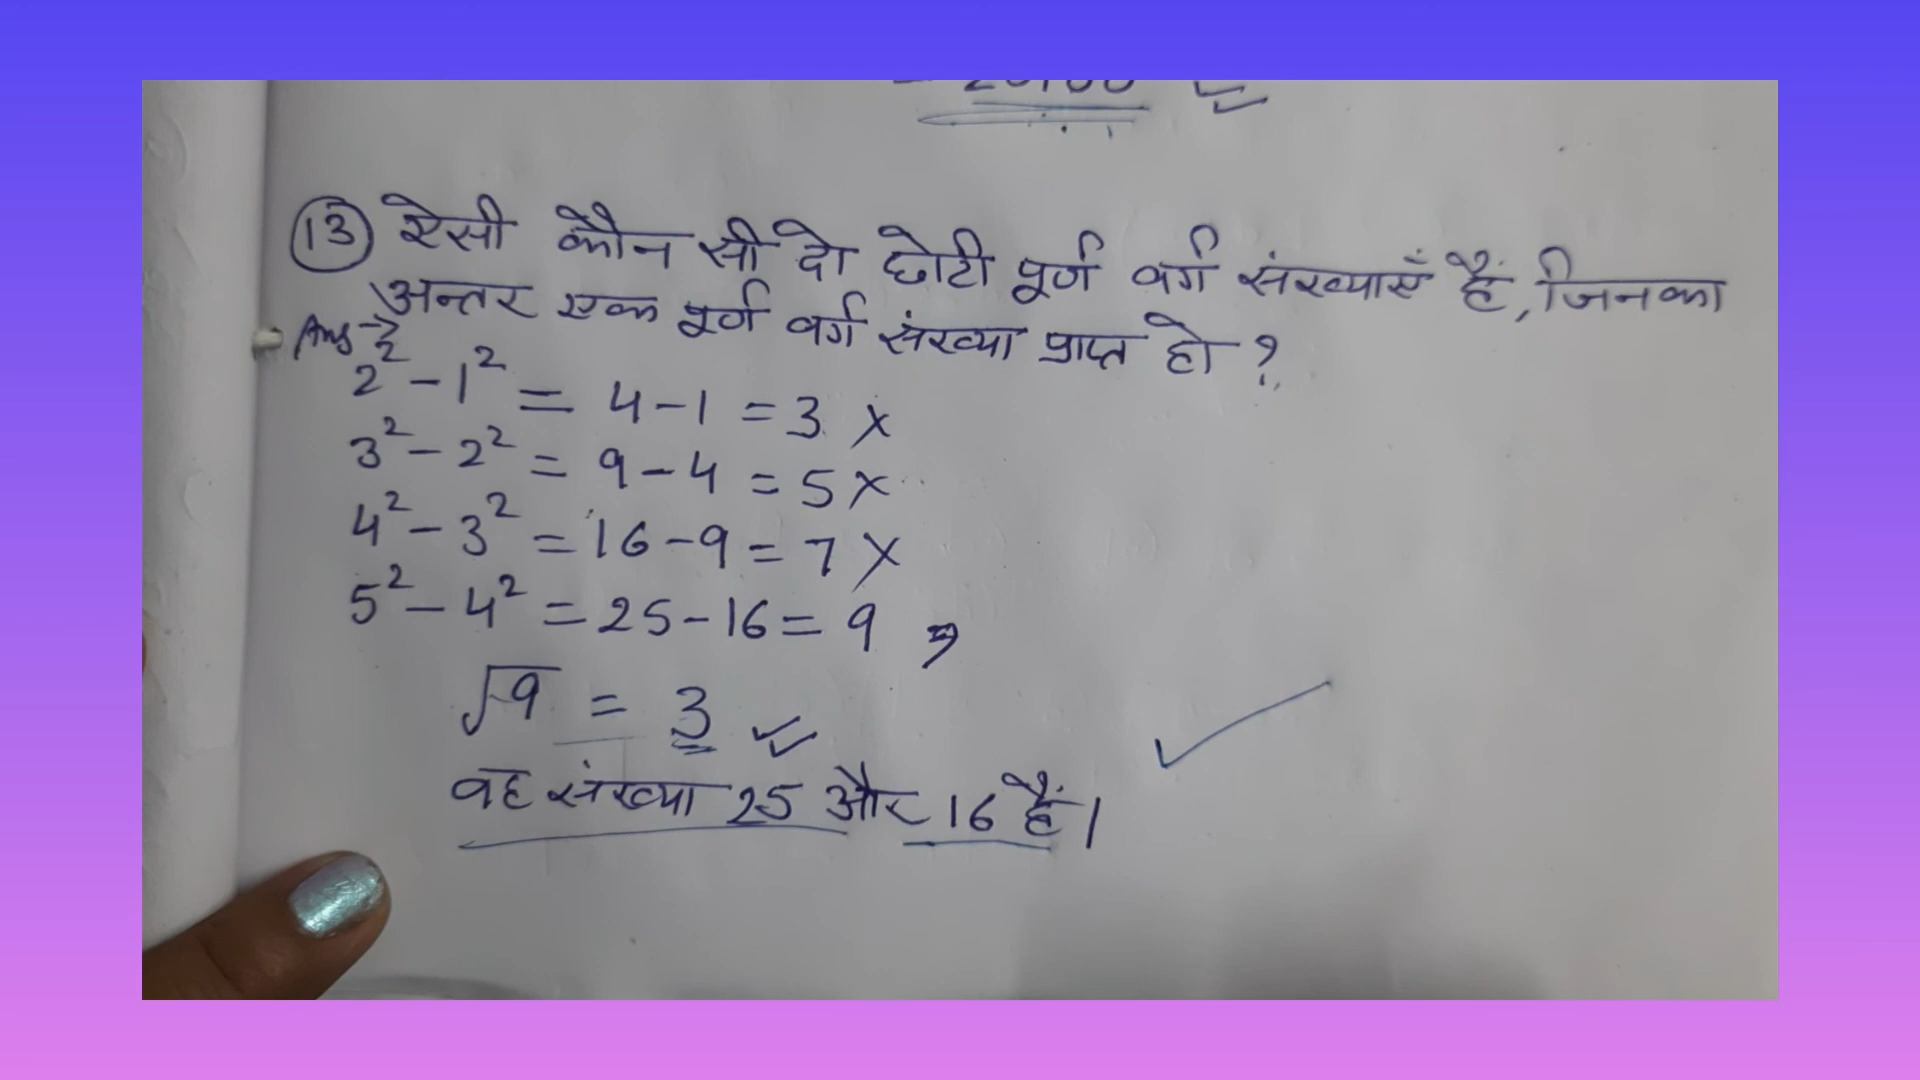 (13) ऐसी कौन सी दो छोटी पूर्ण वर्ग संख्याएँ हैं, जिनका
अन्तर एक पूर्ण वर्ग संख्या प्राप्त हो ?
Ans →
2² - 1² = 4 - 1 = 3 ×
3² - 2² = 9 - 4 = 5 ×
4² - 3² = 16 - 9 = 7 ×
5² - 4² = 25 - 16 = 9 ⇒
√9 = 3 ✓✓
वह संख्या 25 और 16 हैं।